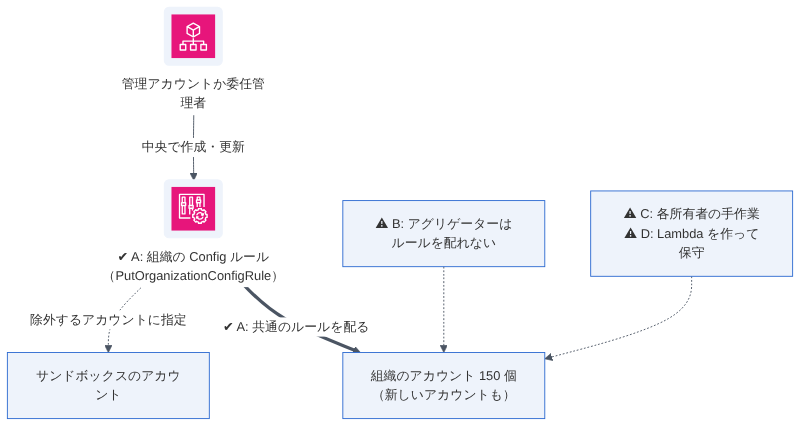 管理アカウントか委任管
理者
中央で作成・更新
✔ A: 組織の Config ルール
（PutOrganizationConfigRule）
⚠ B: アグリゲーターは
ルールを配れない
⚠ C: 各所有者の手作業
⚠ D: Lambda を作って
保守
除外するアカウントに指定
✔ A: 共通のルールを配る
サンドボックスのアカウ
ント
組織のアカウント 150 個
（新しいアカウントも）